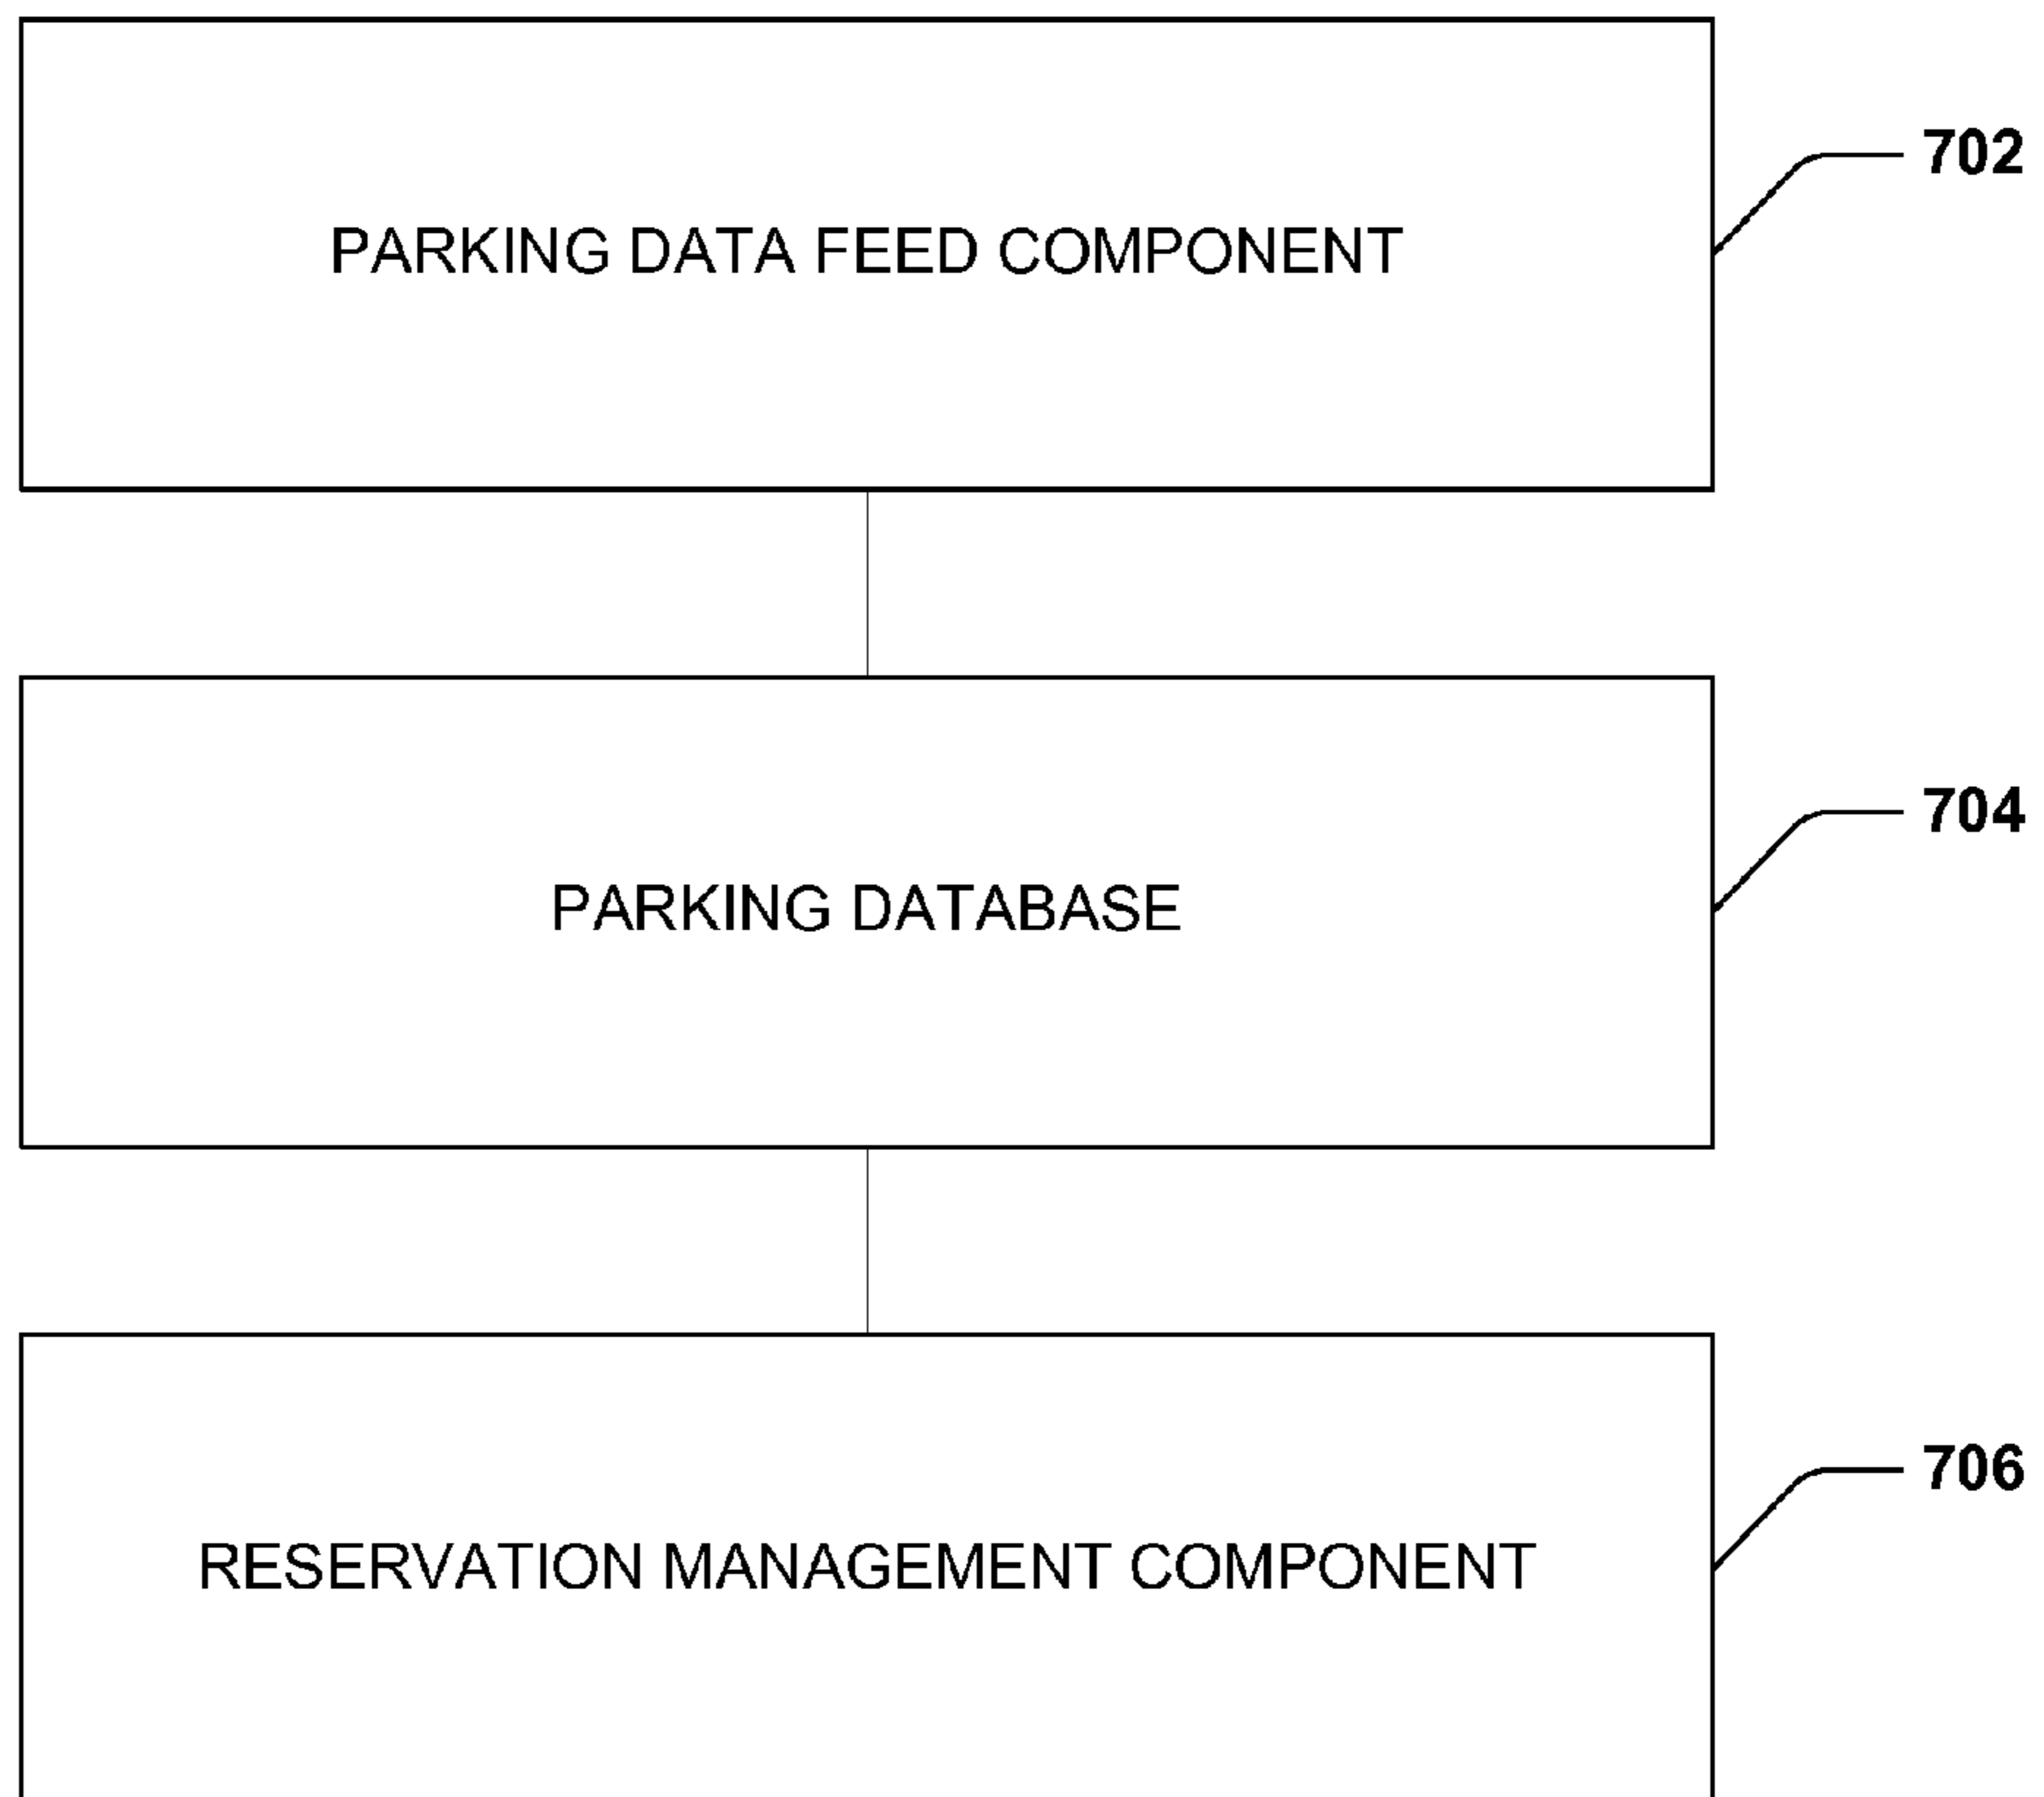 PARKING DATA FEED COMPONENT
702
PARKING DATABASE
704
RESERVATION MANAGEMENT COMPONENT
706